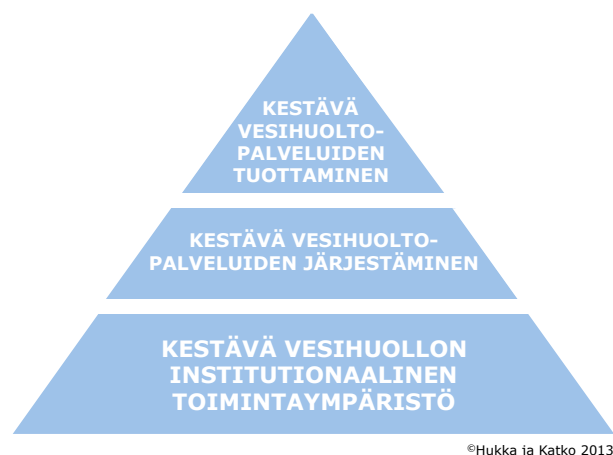 KESTÄVÄ
VESIHUOLTO-
PALVELUIDEN
TUOTTAMINEN
KESTÄVÄ VESIHUOLTO-
PALVELUIDEN JÄRJESTÄMINEN
KESTÄVÄ VESIHUOLLON
INSTITUTIONAALINEN
TOIMINTAYMPÄRISTÖ
©Hukka ja Katko 2013